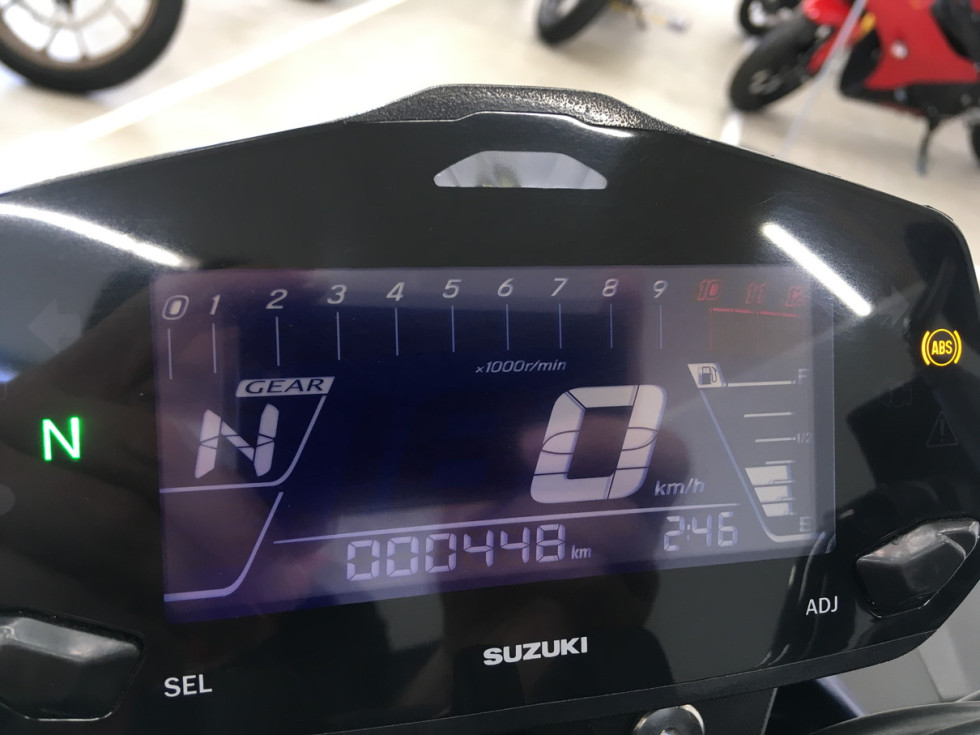 0 1 2 3 4 5 6 7 8 9 10 11 12
x1000r/min
ABS
GEAR
F
N
N
0
km/h
1/2
E
000448 km
2:46
ADJ
SUZUKI
SEL